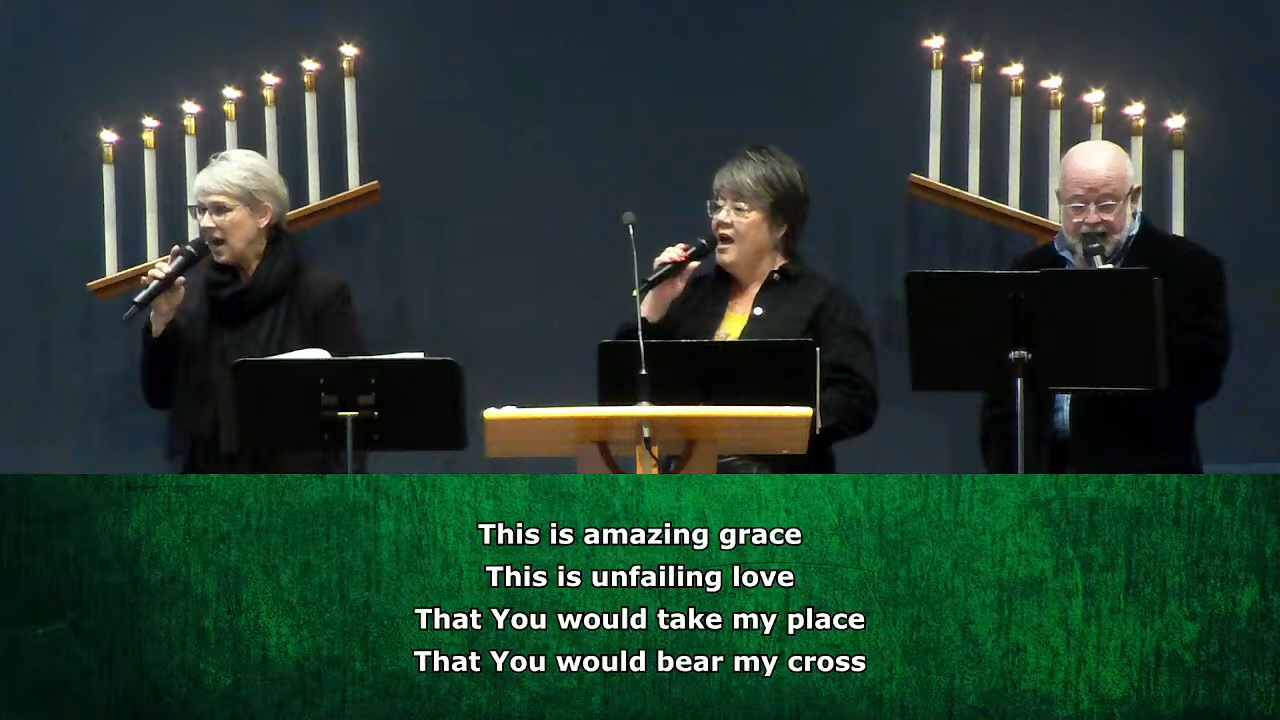 This is amazing grace
This is unfailing love
That You would take my place
That You would bear my cross